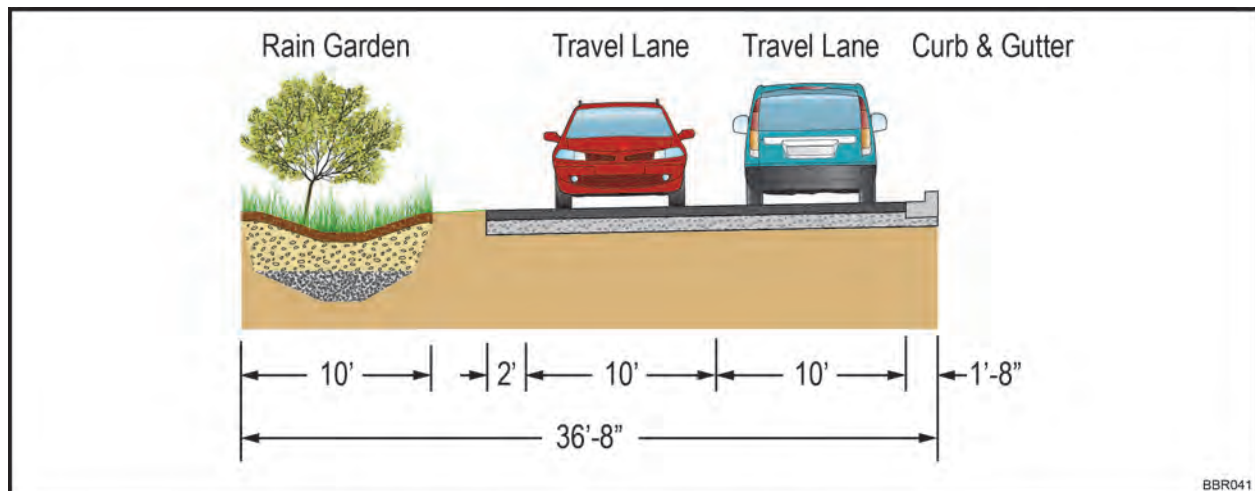 Rain Garden Travel Lane Travel Lane Curb & Gutter
10’ 2’ 10’ 10’ 1’-8”
36’-8”
BBR041